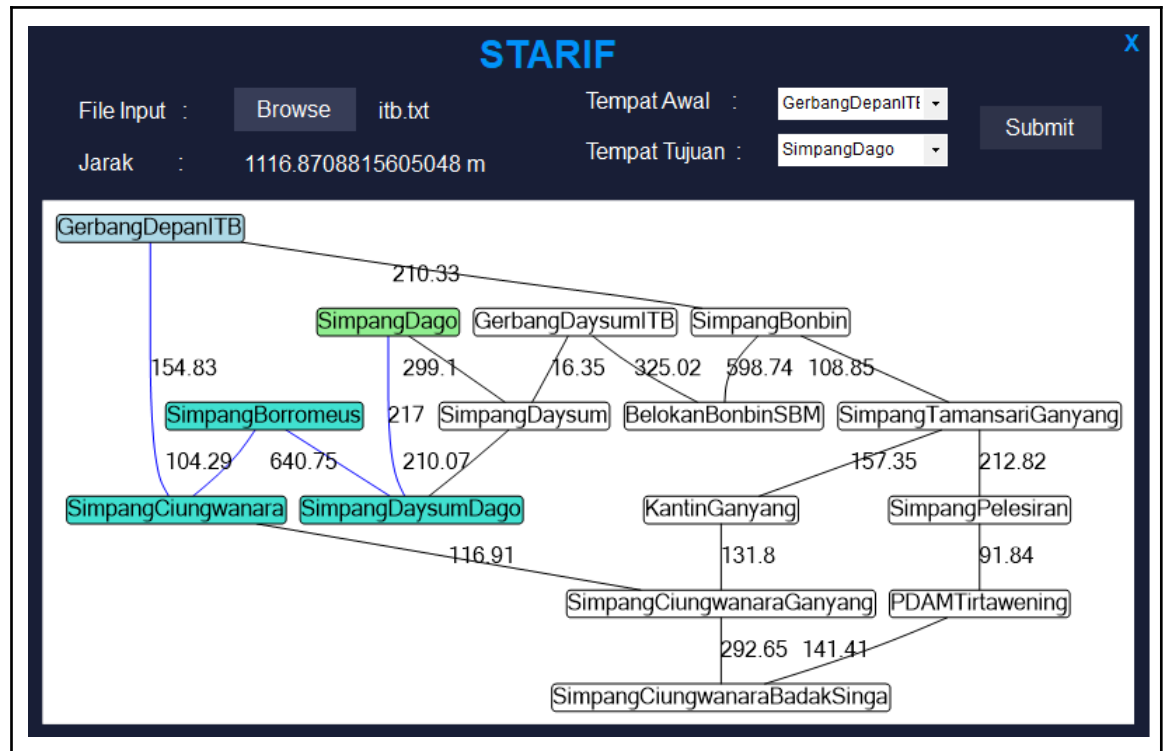 STARIF
X
File Input :
Browse
itb.txt
Tempat Awal :
GerbangDepanITE
Submit
Jarak :
1116.8708815605048 m
Tempat Tujuan :
SimpangDago
GerbangDepanITB
210.33
SimpangDago
GerbangDaysumITB
SimpangBonbin
154.83
299.1
16.35
325.02
598.74
108.85
SimpangBorromeus
217
SimpangDaysum
BelokanBonbinSBM
SimpangTamansariGanyang
104.29
640.75
210.07
157.35
212.82
SimpangCiungwanara
SimpangDaysumDago
KantinGanyang
SimpangPelesiran
116.91
131.8
91.84
SimpangCiungwanaraGanyang
PDAMTirtawening
292.65
141.41
SimpangCiungwanaraBadakSinga